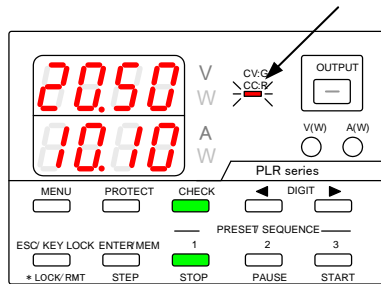 20.50 V
W
CV:G
CC:R
OUTPUT
10.10 A
W
V(W) A(W)
PLR series
MENU PROTECT CHECK ◄ DIGIT ►
PRESET/ SEQUENCE
ESC/ KEY LOCK ENTER/MEM 1 2 3
* LOCK/ RMT STEP STOP PAUSE START